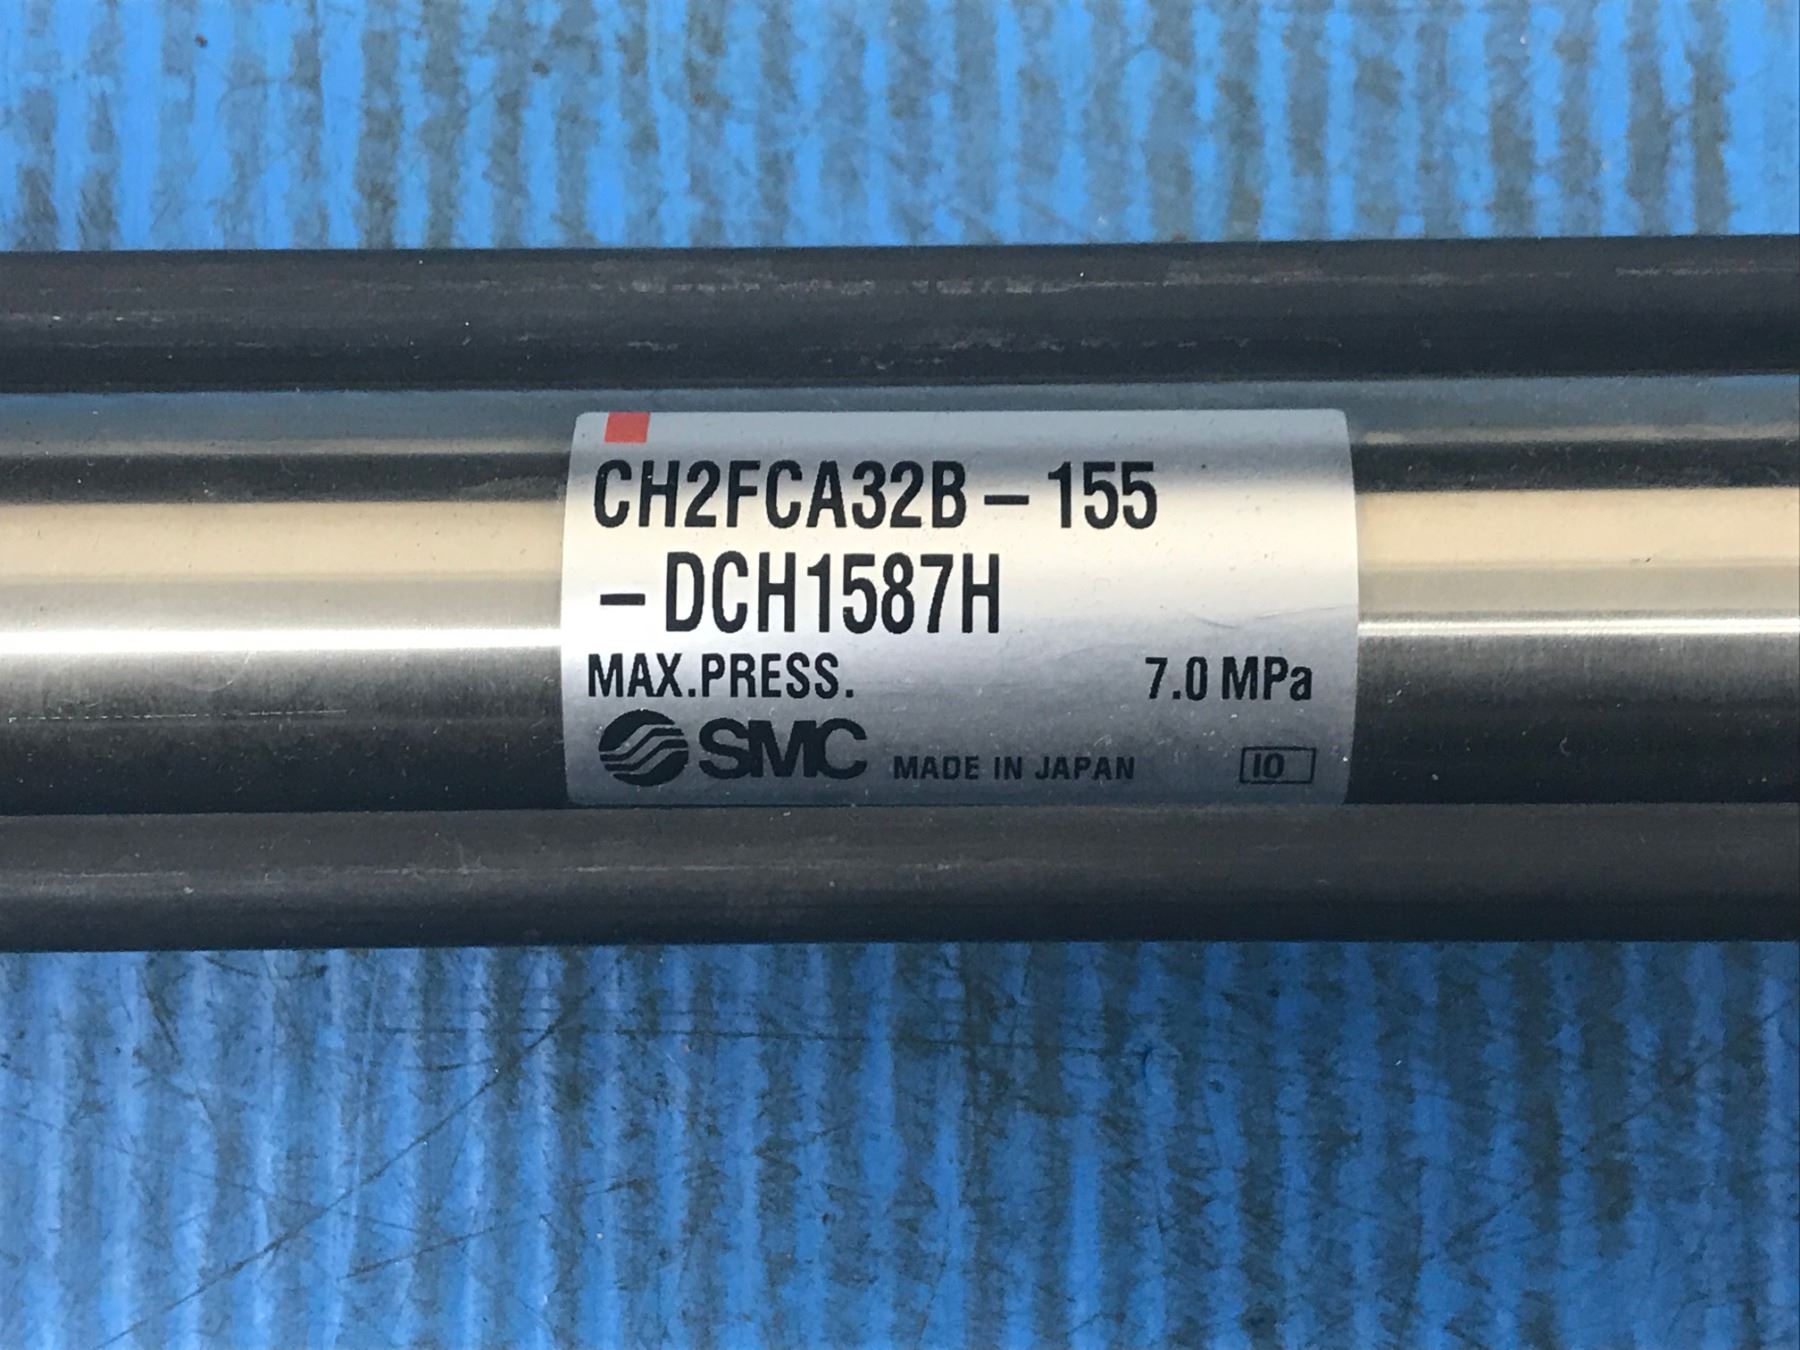 CH2FCA32B-155
-DCH1587H
MAX.PRESS. 7.0 MPa
SMC MADE IN JAPAN IO